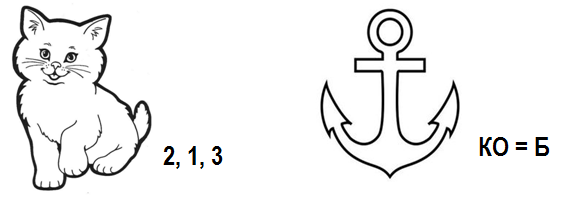 2, 1, 3
КО = Б